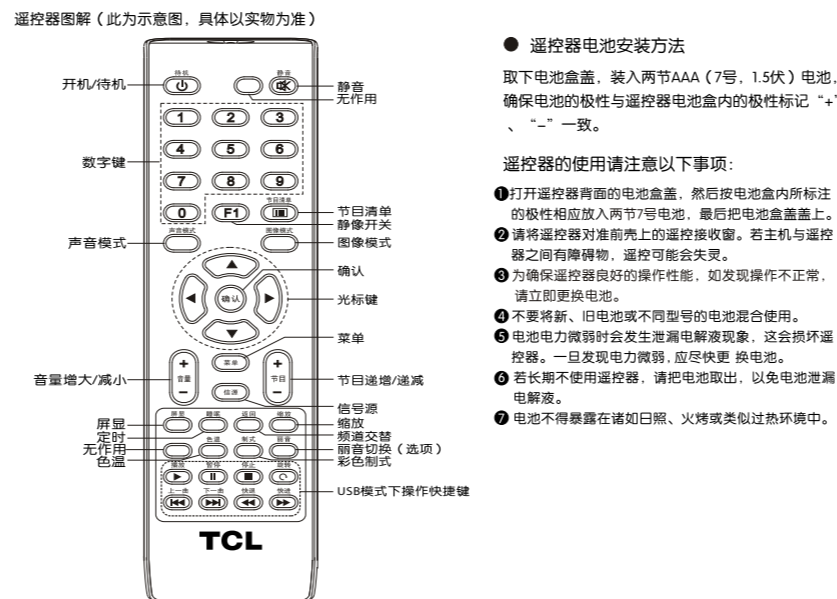 遥控器图解（此为示意图，具体以实物为准）
待机
静音
开机/待机
静音
无作用
1 2 3
4 5 6
数字键
7 8 9
节目清单
0 F1
节目清单
静像开关
声音模式
图像模式
声音模式
图像模式
确认
确认
光标键
菜单
菜单
音量
节目
音量增大/减小
节目递增/递减
信源
信号源
屏显 睡眠 返回 缩放
屏显
缩放
定时
频道交替
色温 制式 丽音
无作用
丽音切换（选项）
色温
彩色制式
播放 暂停 停止 旋转
上一曲 下一曲 快退 快进
USB模式下操作快捷键
TCL
● 遥控器电池安装方法
取下电池盒盖，装入两节AAA（7号，1.5伏）电池，
确保电池的极性与遥控器电池盒内的极性标记“+”
、“-”一致。
遥控器的使用请注意以下事项：
❶打开遥控器背面的电池盒盖，然后按电池盒内所标注
的极性相应放入两节7号电池，最后把电池盒盖盖上。
❷请将遥控器对准前壳上的遥控接收窗。若主机与遥控
器之间有障碍物，遥控可能会失灵。
❸为确保遥控器良好的操作性能，如发现操作不正常，
请立即更换电池。
❹不要将新、旧电池或不同型号的电池混合使用。
❺电池电力微弱时会发生泄漏电解液现象，这会损坏遥
控器。一旦发现电力微弱,应尽快更 换电池。
❻若长期不使用遥控器，请把电池取出，以免电池泄漏
电解液。
❼电池不得暴露在诸如日照、火烤或类似过热环境中。